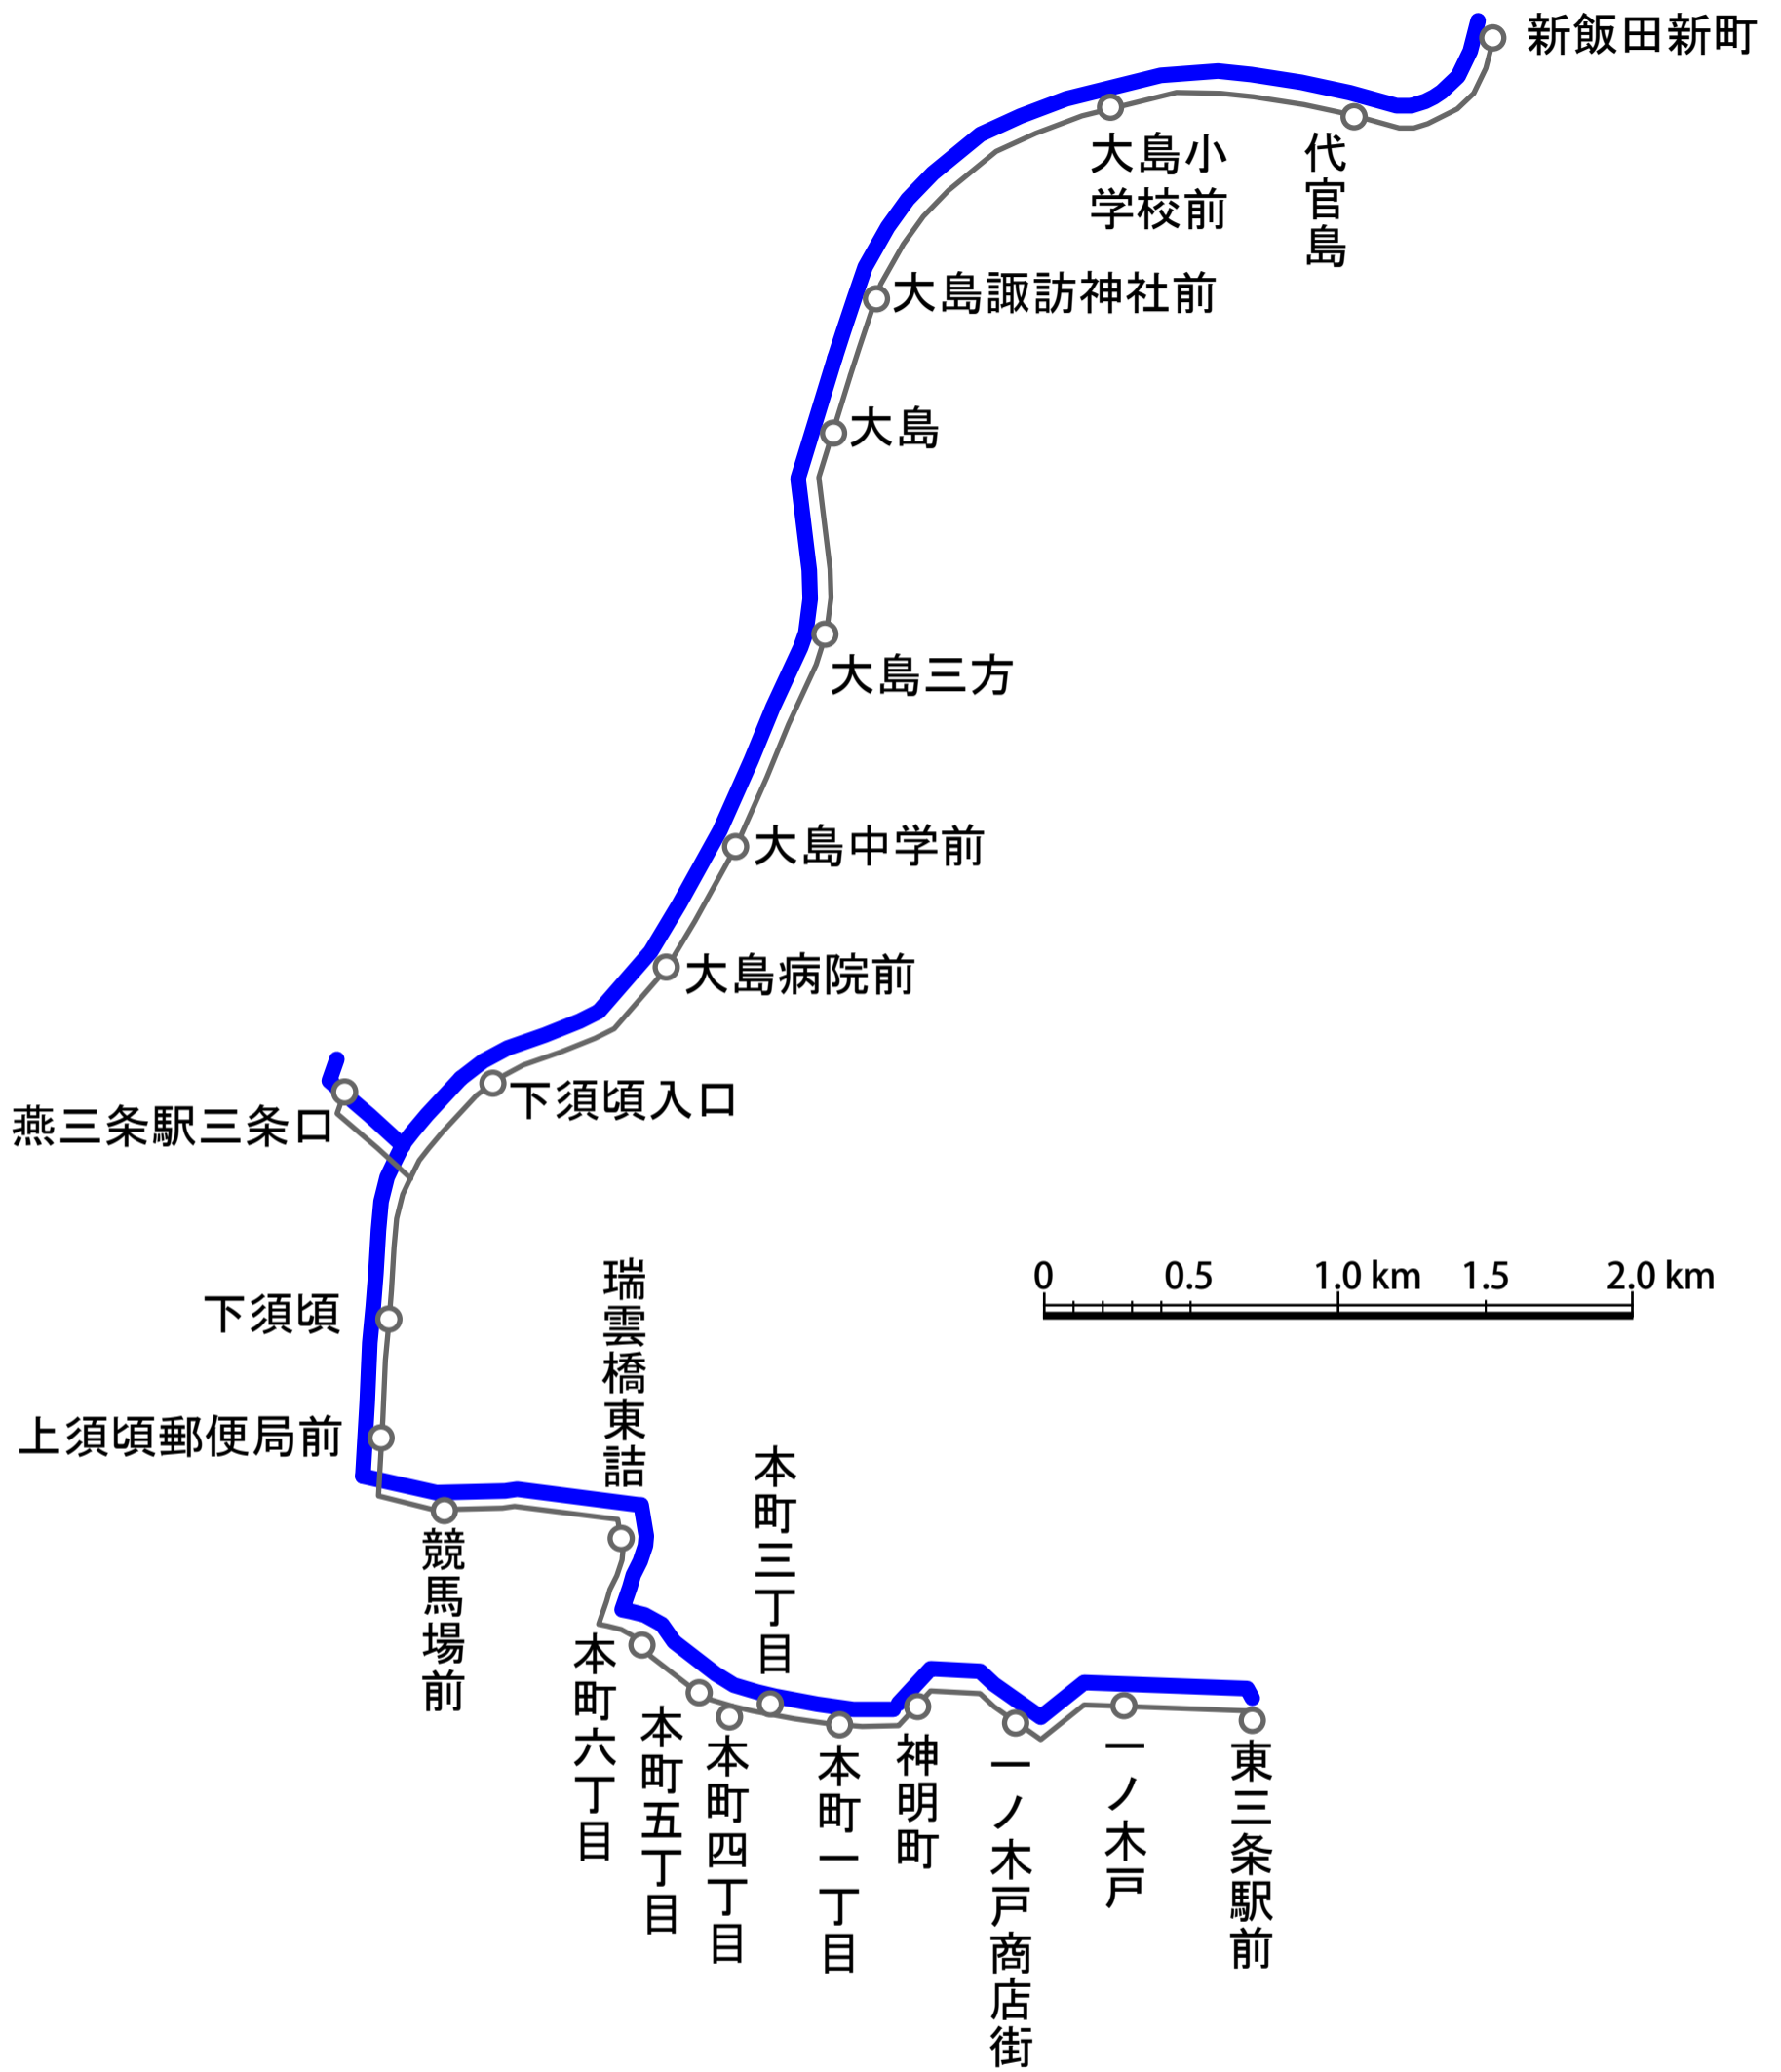 新飯田新町
代官島
大島小
学校前
大島諏訪神社前
大島
大島三方
大島中学前
大島病院前
下須頃入口
燕三条駅三条口
下須頃
上須頃郵便局前
0 0.5 1.0 km 1.5 2.0 km
競馬場前
瑞雲橋東詰
本町六丁目
本町五丁目
本町四丁目
本町三丁目
本町一丁目
神明町
一ノ木戸商店街
一ノ木戸
東三条駅前